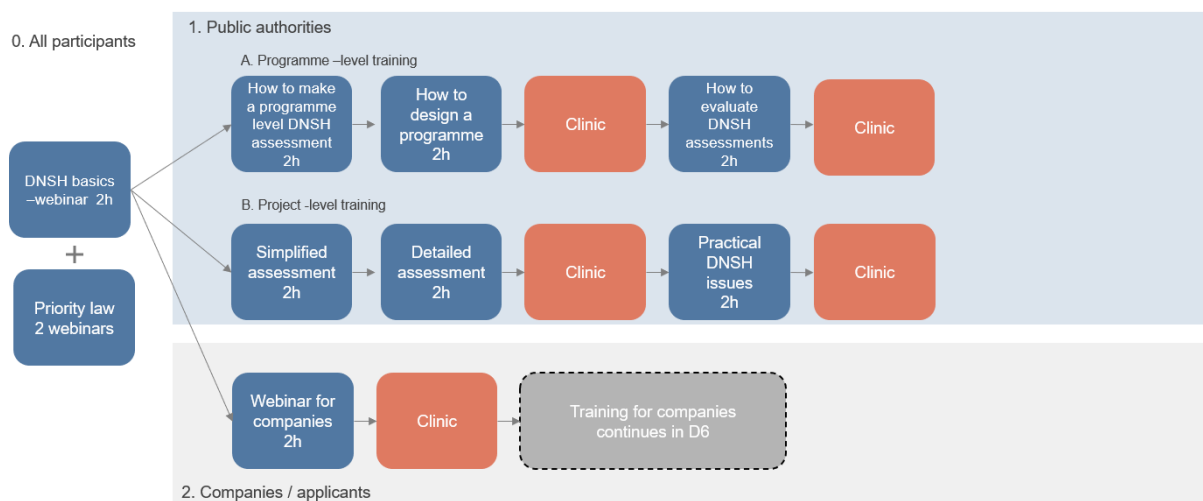 0. All participants
DNSH basics
–webinar 2h
+
Priority law
2 webinars
1. Public authorities
A. Programme –level training
How to make
a programme
level DNSH
assessment
2h
How to
design a
programme
2h
Clinic
How to
evaluate
DNSH
assessments
2h
Clinic
B. Project -level training
Simplified
assessment
2h
Detailed
assessment
2h
Clinic
Practical
DNSH
issues
2h
Clinic
Webinar for
companies
2h
Clinic
Training for companies
continues in D6
2. Companies / applicants